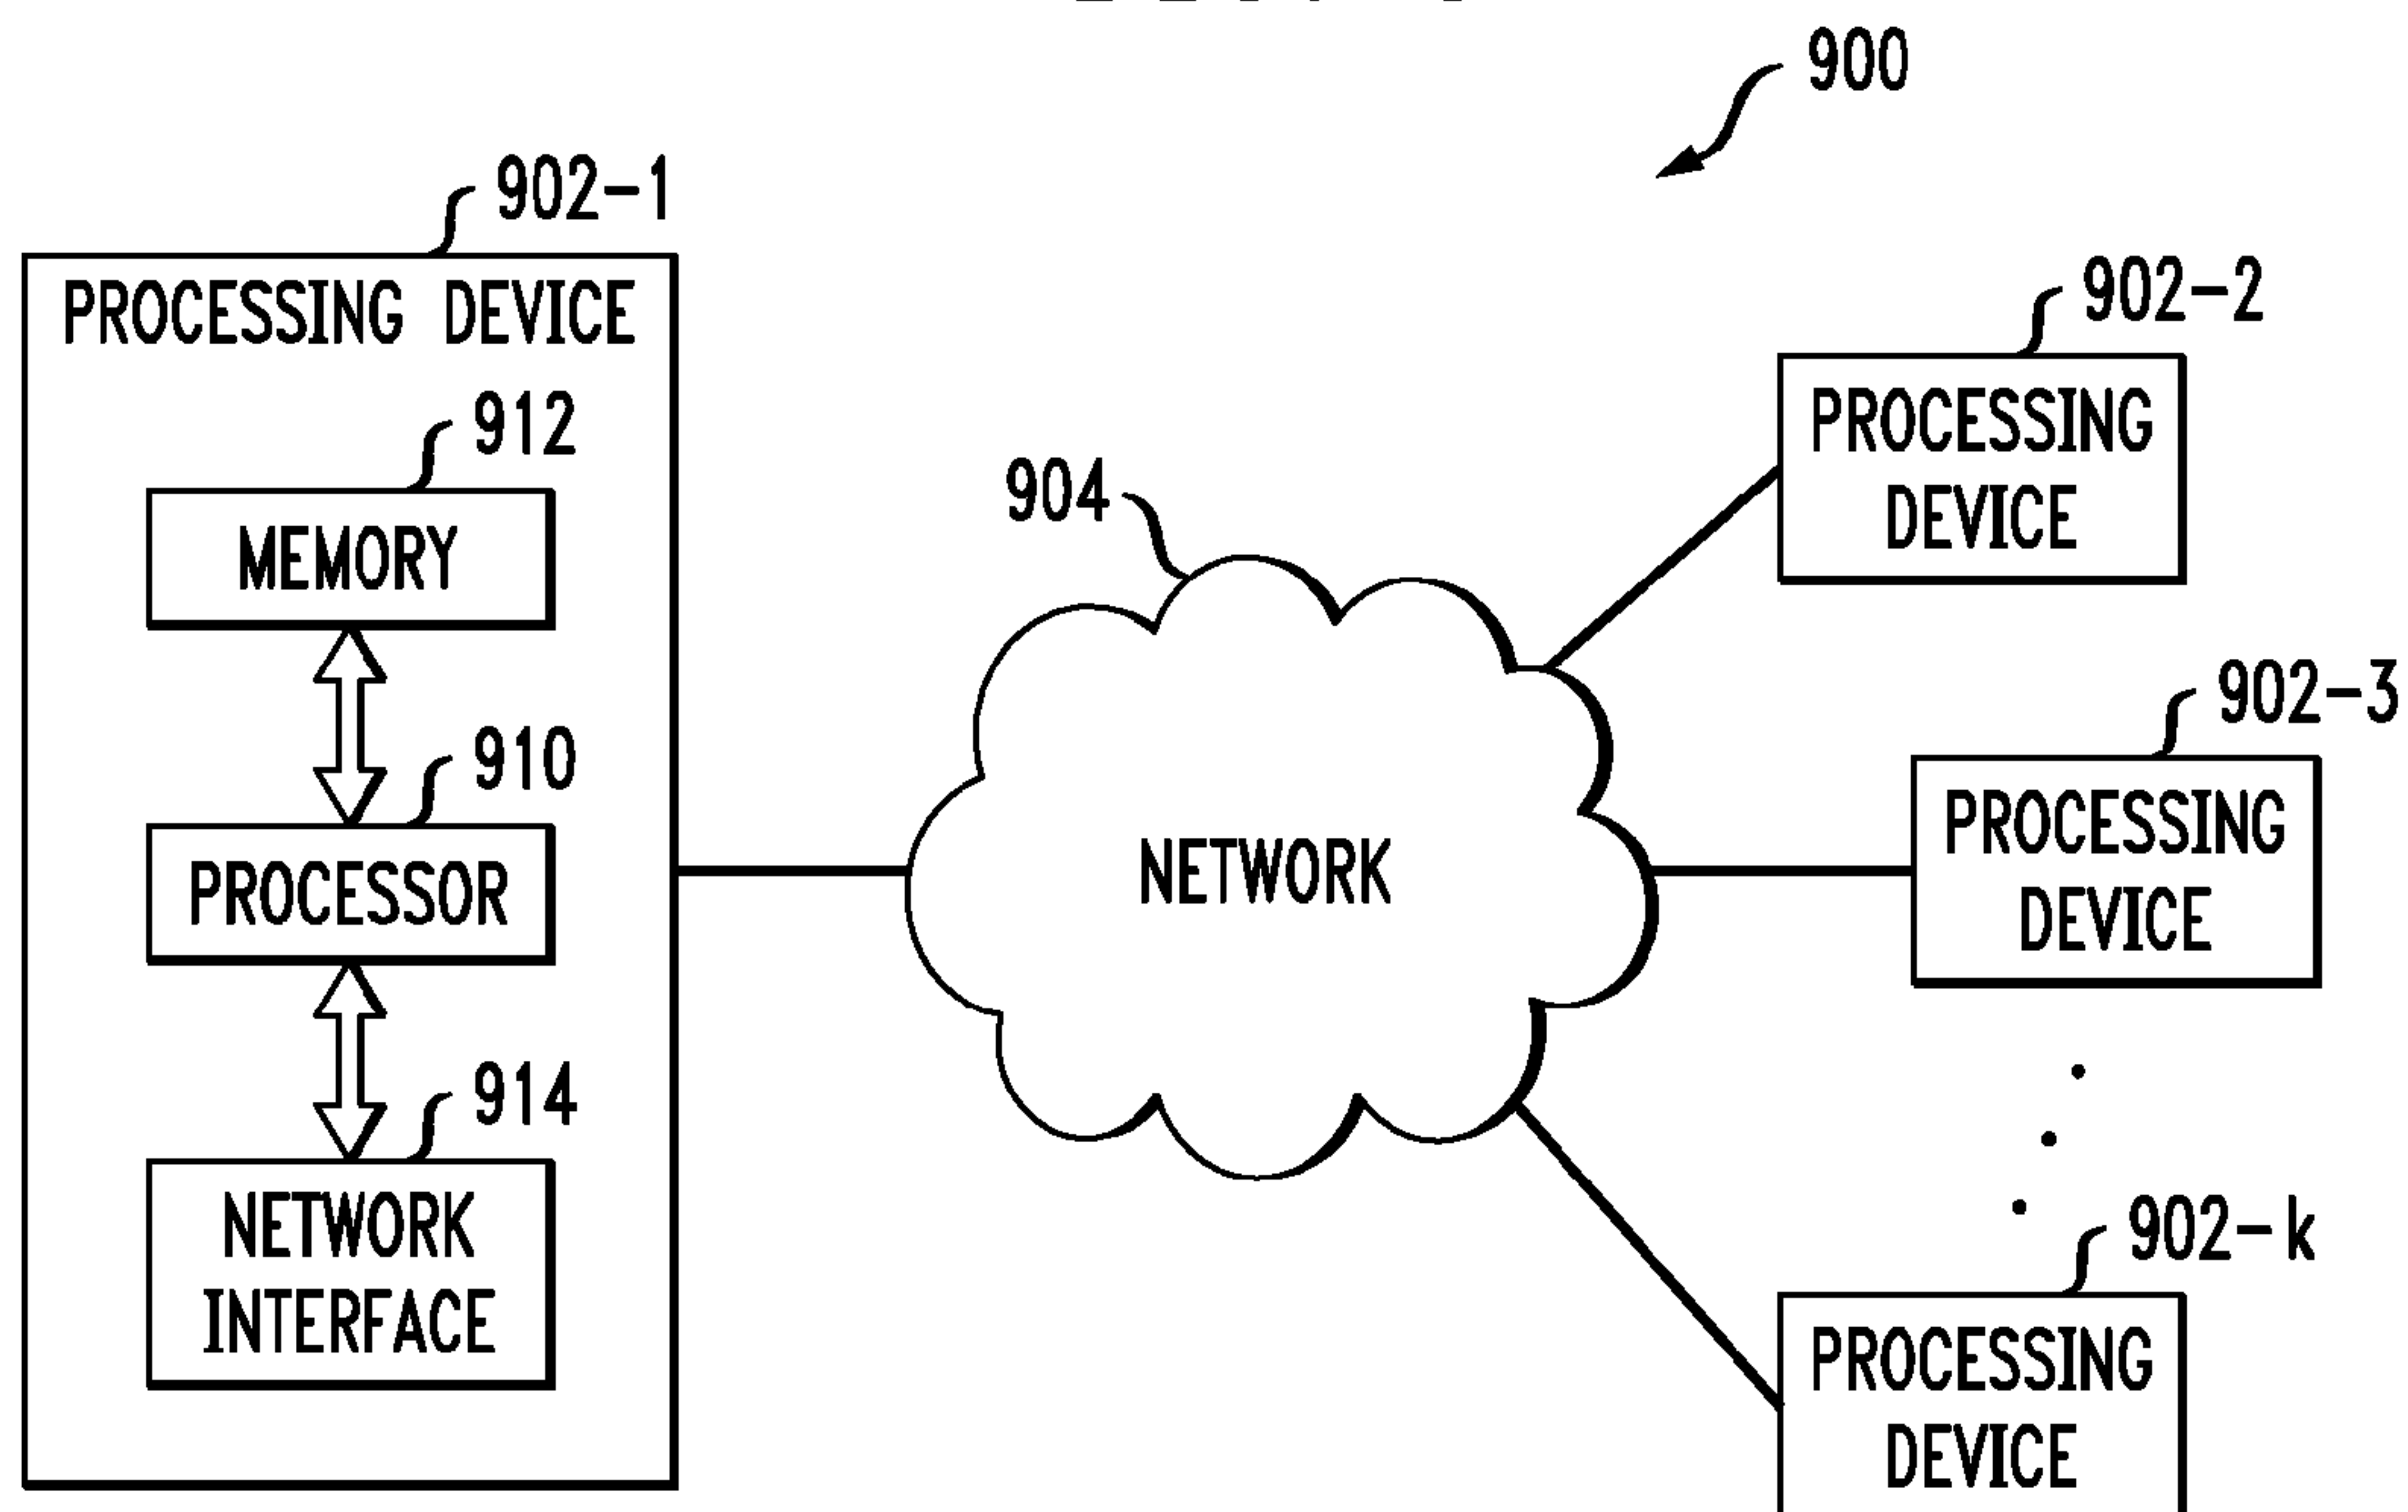 900
902-1
PROCESSING DEVICE
912
MEMORY
910
PROCESSOR
914
NETWORK
INTERFACE
904
NETWORK
902-2
PROCESSING
DEVICE
902-3
PROCESSING
DEVICE
902-k
PROCESSING
DEVICE